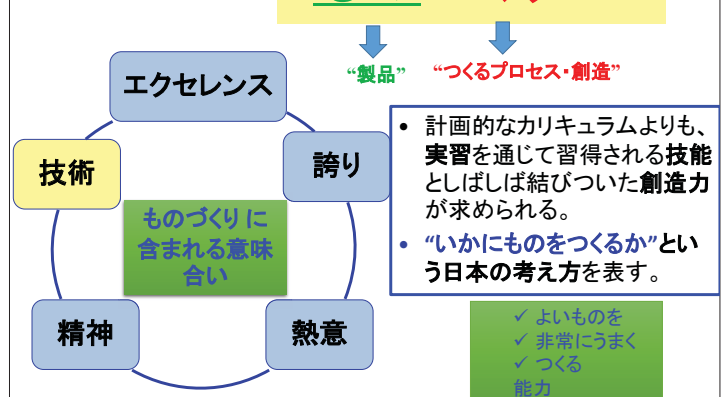 “製品” “つくるプロセス・創造”
エクセレンス
技術
誇り
ものづくり に
含まれる意味
合い
精神
熱意
• 計画的なカリキュラムよりも、
実習を通じて習得される技能
としばしば結びついた創造力
が求められる。
• “いかにものをつくるか”とい
う日本の考え方を表す。
✓ よいものを
✓ 非常にうまく
✓ つくる
能力